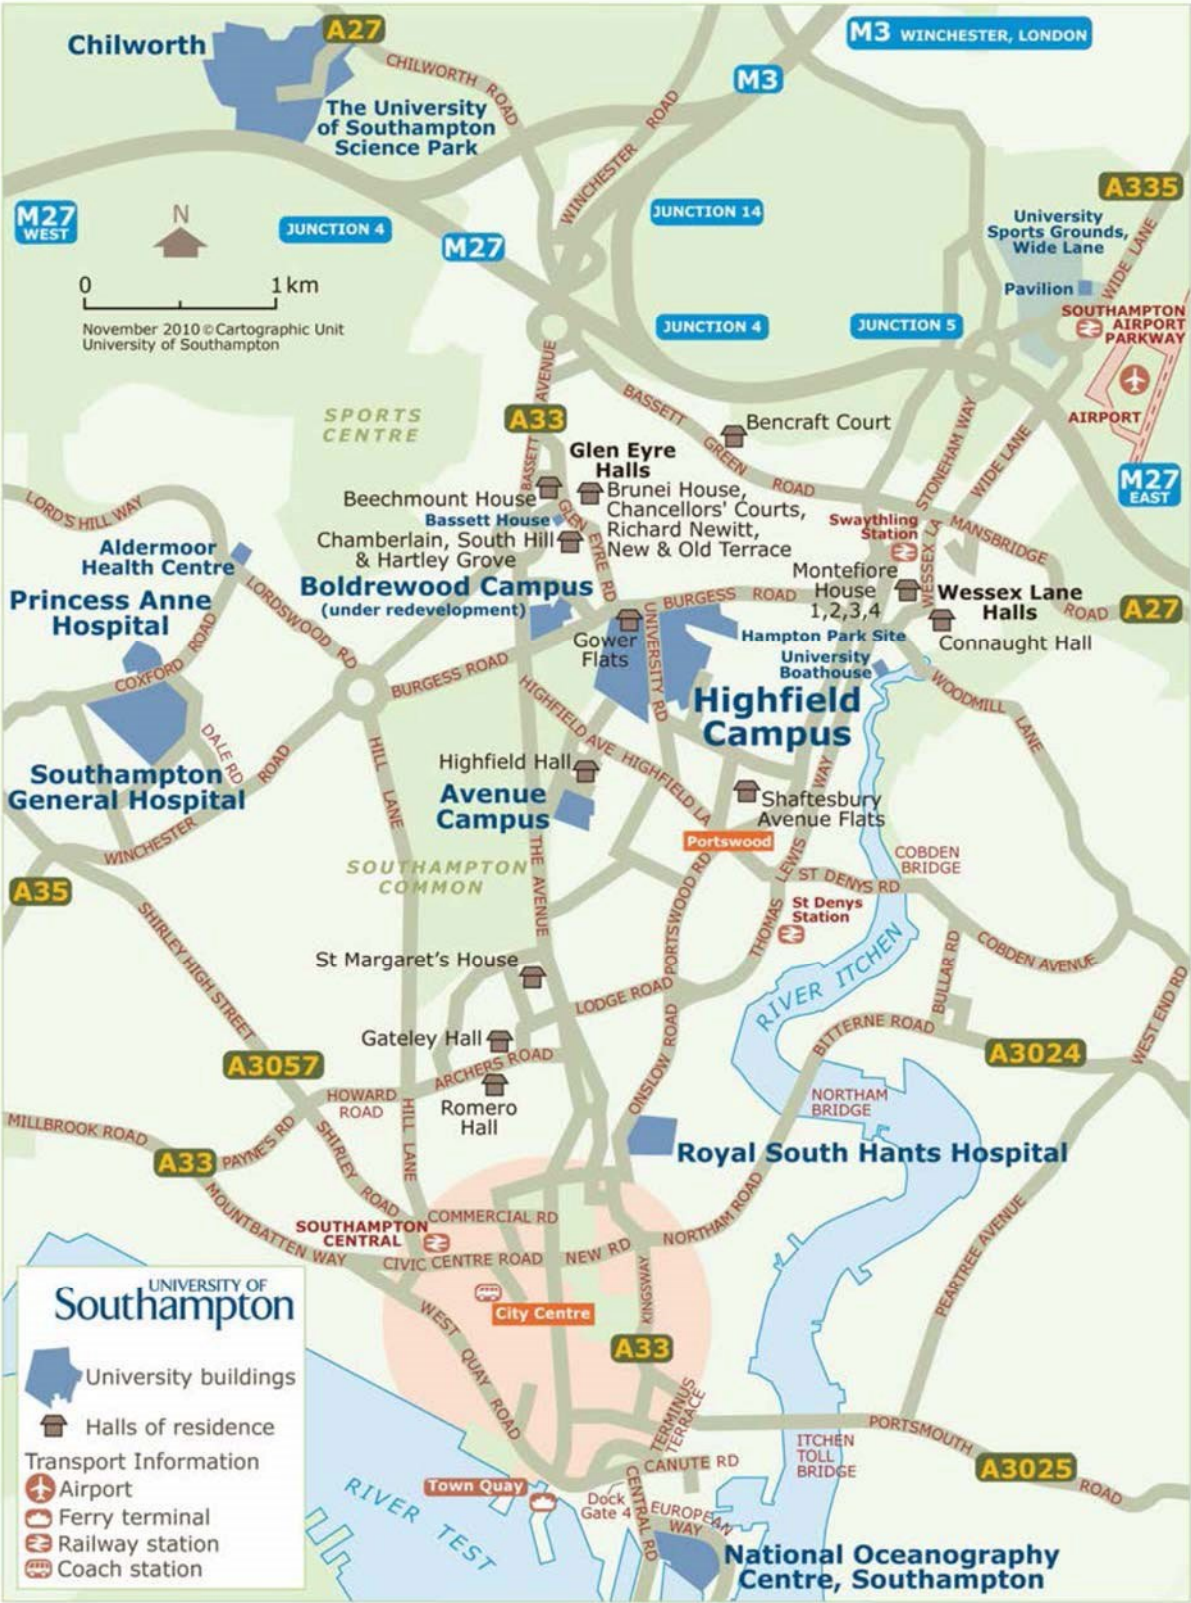 Chilworth
A27
CHILWORTH ROAD
M3 WINCHESTER, LONDON
M3
The University
of Southampton
Science Park
WINCHESTER ROAD
A335
M27
WEST
N
JUNCTION 4
M27
JUNCTION 14
University
Sports Grounds,
Wide Lane
WIDE LANE
Pavilion
0 1 km
November 2010 © Cartographic Unit
University of Southampton
JUNCTION 4
JUNCTION 5
SOUTHAMPTON
AIRPORT
PARKWAY
AIRPORT
SPORTS
CENTRE
BASSETT AVENUE
A33
BASSETT GREEN ROAD
Bencraft Court
STONEHAM WAY
WIDE LANE
M27
EAST
Glen Eyre
Halls
Beechmount House
Brunei House,
Chancellors' Courts,
Richard Newitt,
New & Old Terrace
Bassett House
GLEN EYRE RD
Chamberlain, South Hill
& Hartley Grove
LORD'S HILL WAY
Swaythling
Station
WESSEX LA
MANSBRIDGE ROAD
A27
Aldermoor
Health Centre
LORDSWOOD RD
Boldrewood Campus
(under redevelopment)
Montefiore
House
1,2,3,4
Wessex Lane
Halls
Connaught Hall
Princess Anne
Hospital
COXFORD ROAD
BURGESS ROAD
UNIVERSITY RD
Gower
Flats
Hampton Park Site
University
Boathouse
BURGESS ROAD
Highfield
Campus
WOODMILL LANE
HIGHFIELD AVE
HIGHFIELD LA
DALE RD
Southampton
General Hospital
WINCHESTER ROAD
HILL LANE
Highfield Hall
Avenue
Campus
Shaftesbury
Avenue Flats
Portswood
THOMAS LEWIS WAY
COBDEN
BRIDGE
ST DENYS RD
St Denys
Station
A35
SOUTHAMPTON
COMMON
THE AVENUE
PORTSWOOD RD
SHIRLEY HIGH STREET
RIVER ITCHEN
BULLAR RD
COBDEN AVENUE
WEST END RD
St Margaret's House
LODGE ROAD
Gateley Hall
ARCHERS ROAD
ONSLOW ROAD
BITTERNE ROAD
A3024
A3057
HOWARD
ROAD
Romero
Hall
NORTHAM
BRIDGE
MILLBROOK ROAD
A33
PAYNE'S RD
SHIRLEY ROAD
HILL LANE
Royal South Hants Hospital
MOUNTBATTEN WAY
SOUTHAMPTON
CENTRAL
COMMERCIAL RD
CIVIC CENTRE ROAD
NEW RD
NORTHAM ROAD
PEARTREE AVENUE
KINGSWAY
City Centre
WEST QUAY ROAD
A33
UNIVERSITY OF
Southampton
University buildings
Halls of residence
Transport Information
Airport
Ferry terminal
Railway station
Coach station
TERMINUS
TERRACE
PORTSMOUTH ROAD
ITCHEN
TOLL
BRIDGE
A3025
CANUTE RD
Town Quay
Dock
Gate 4
CENTRAL RD
EUROPEAN
WAY
RIVER TEST
National Oceanography
Centre, Southampton